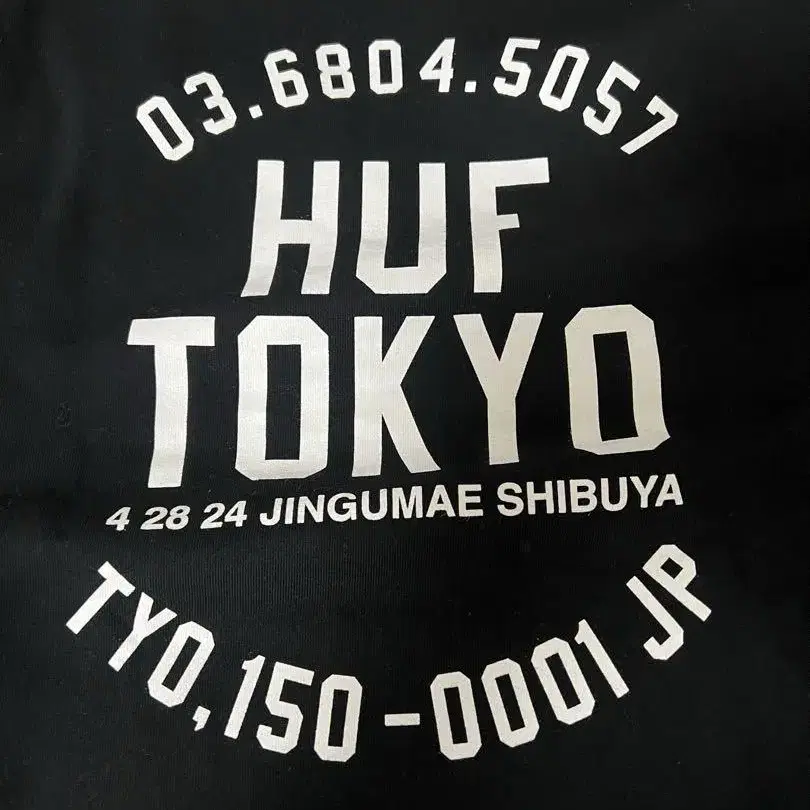 03.6804.5057
HUF
TOKYO
4 28 24 JINGUMAE SHIBUYA
TYO,150-0001 JP